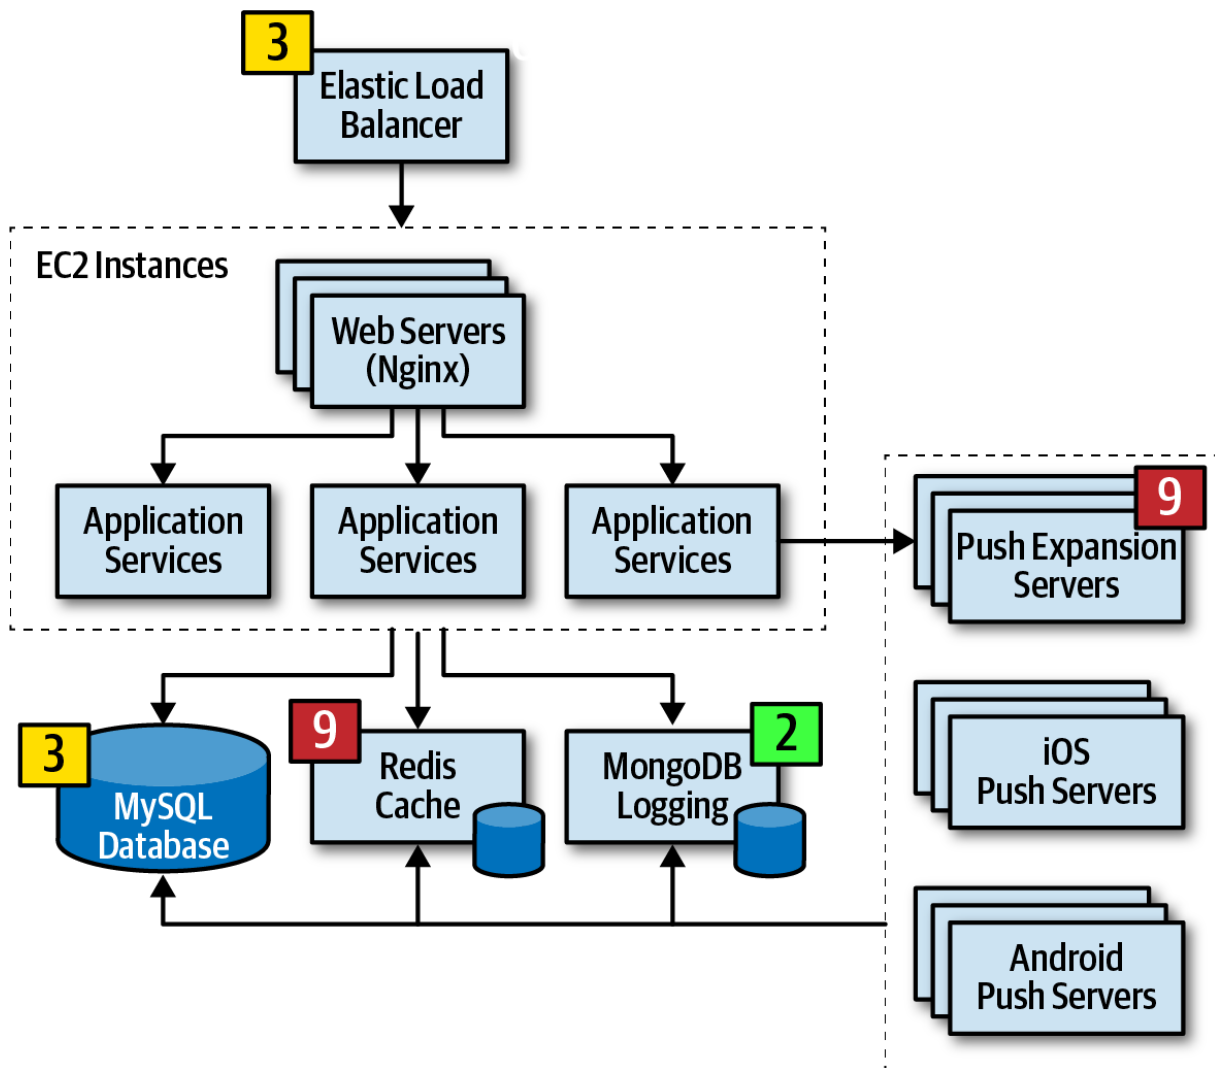 3
Elastic Load
Balancer
EC2 Instances
Web Servers
(Nginx)
Application
Services
Application
Services
Application
Services
9
Push Expansion
Servers
3
MySQL
Database
9
Redis
Cache
2
MongoDB
Logging
iOS
Push Servers
Android
Push Servers